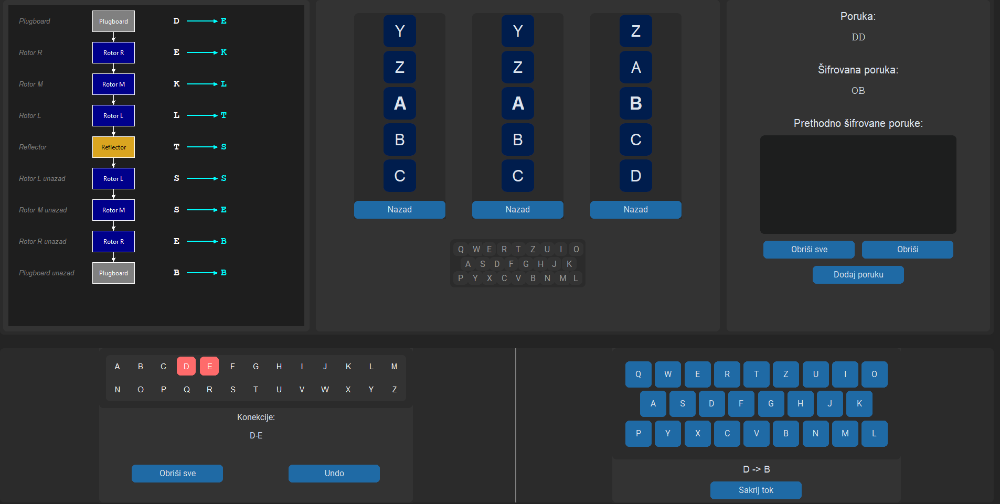 Plugboard Plugboard D E
Rotor R Rotor R E K
Rotor M Rotor M K L
Rotor L Rotor L L T
Reflector Reflector T S
Rotor L unazad Rotor L S S
Rotor M unazad Rotor M S E
Rotor R unazad Rotor R E B
Plugboard unazad Plugboard B B
Y Y Z
Z Z A
A A B
B B C
C C D
Nazad Nazad Nazad
Q W E R T Z U I O
A S D F G H J K
P Y X C V B N M L
Poruka:
DD
Šifrovana poruka:
OB
Prethodno šifrovane poruke:
Obriši sve Obriši
Dodaj poruku
A B C D E F G H I J K L M
N O P Q R S T U V W X Y Z
Konekcije:
D-E
Obriši sve Undo
Q W E R T Z U I O
A S D F G H J K
P Y X C V B N M L
D -> B
Sakrij tok